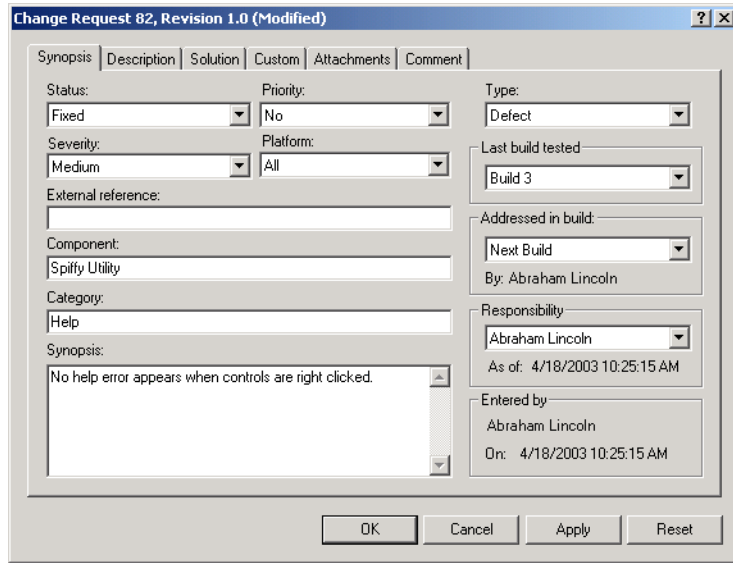 Change Request 82, Revision 1.0 (Modified)
Synopsis Description Solution Custom Attachments Comment
Status: Priority: Type:
Fixed No Defect
Severity: Platform: Last build tested
Medium All Build 3
External reference:
Addressed in build:
Component: Next Build
Spiffy Utility By: Abraham Lincoln
Category:
Help Responsibility
Abraham Lincoln
Synopsis: As of: 4/18/2003 10:25:15 AM
No help error appears when controls are right clicked.
Entered by
Abraham Lincoln
On: 4/18/2003 10:25:15 AM
OK Cancel Apply Reset